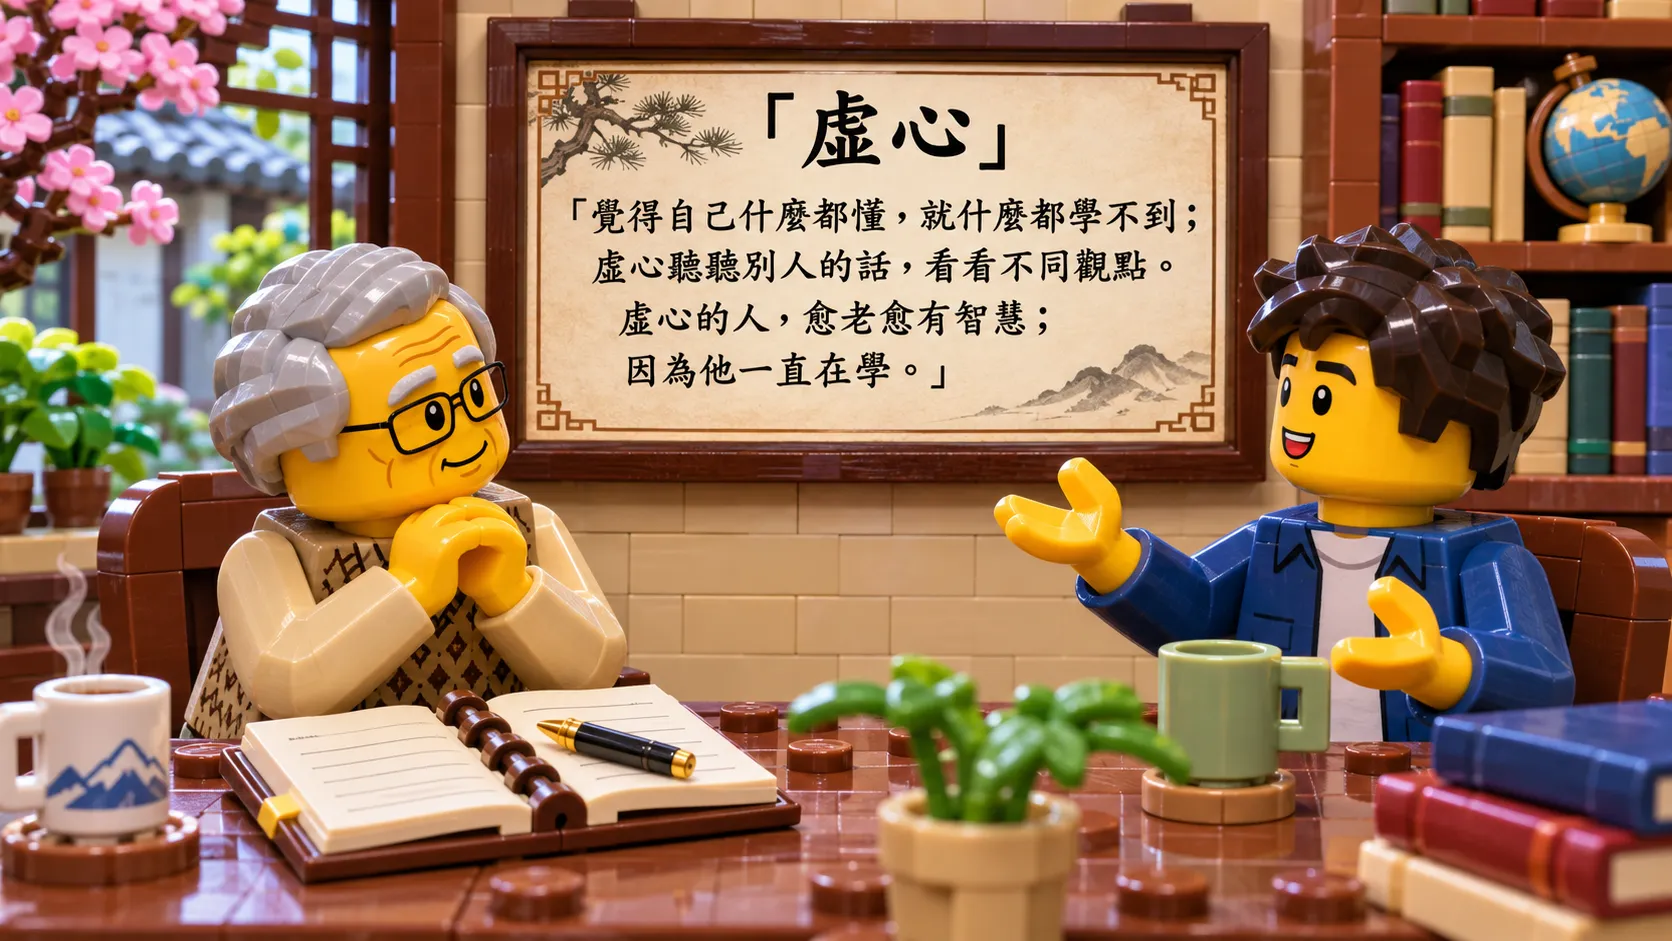 「虛心」
「覺得自己什麼都懂，就什麼都學不到；
虛心聽聽別人的話，看看不同觀點。
虛心的人，愈老愈有智慧；
因為他一直在學。」